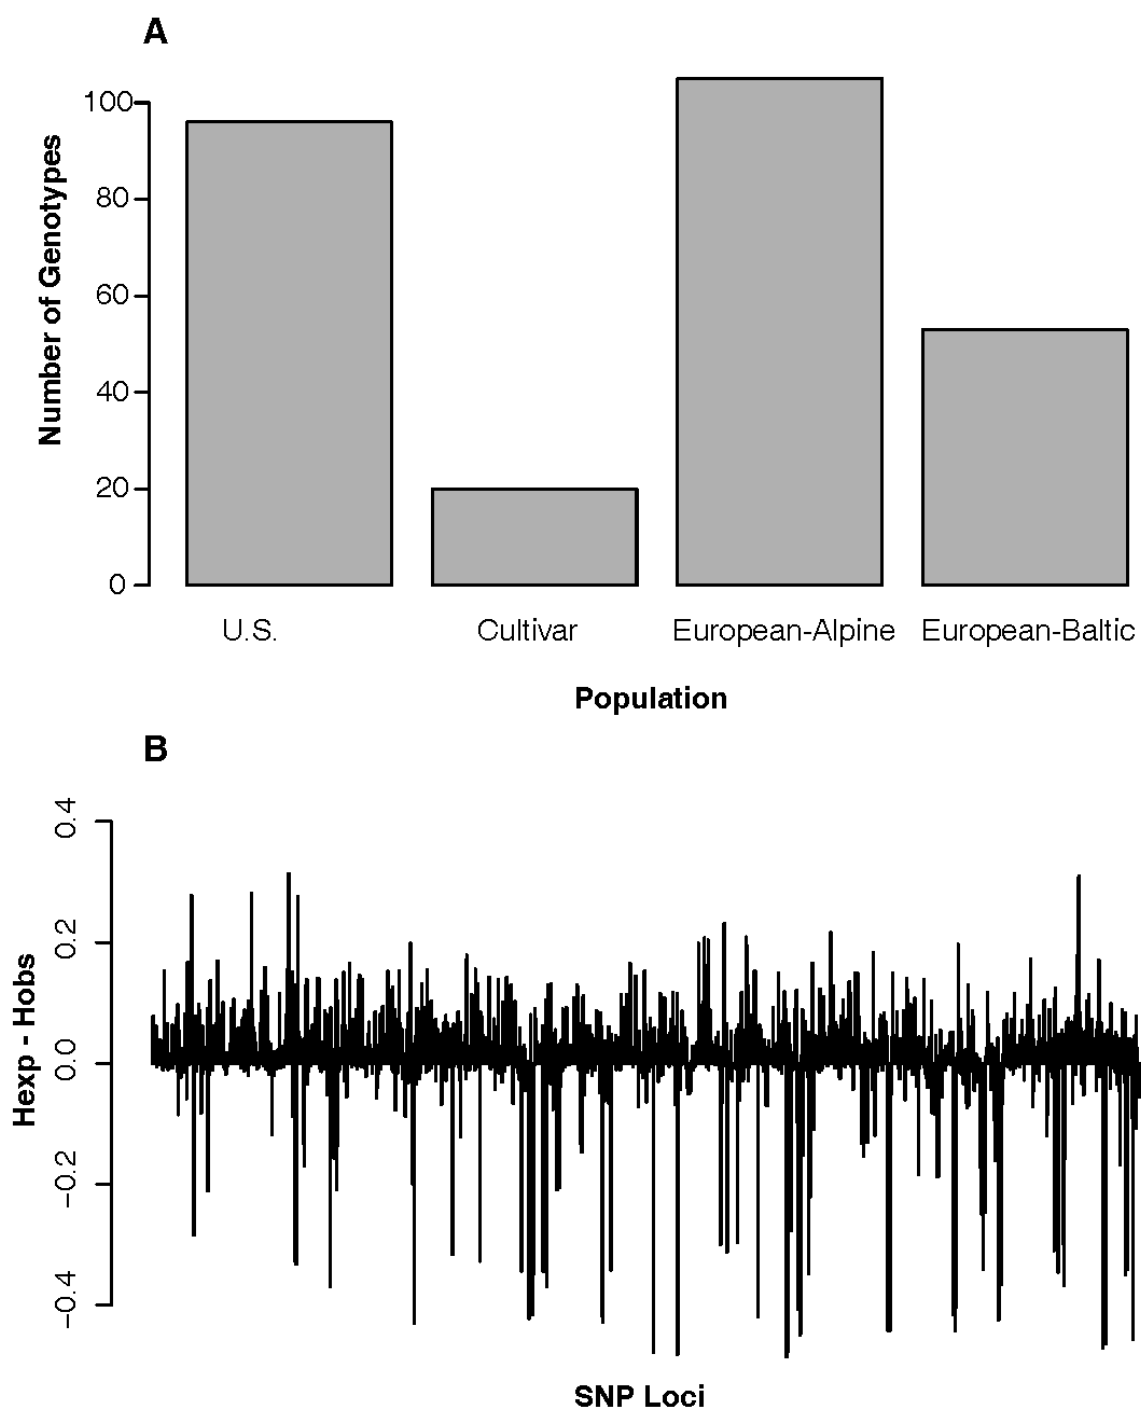 A
100
80
60
40
20
0
Number of Genotypes
U.S. Cultivar European-Alpine European-Baltic
Population
B
0.4
0.2
0.0
−0.2
−0.4
Hexp - Hobs
SNP Loci